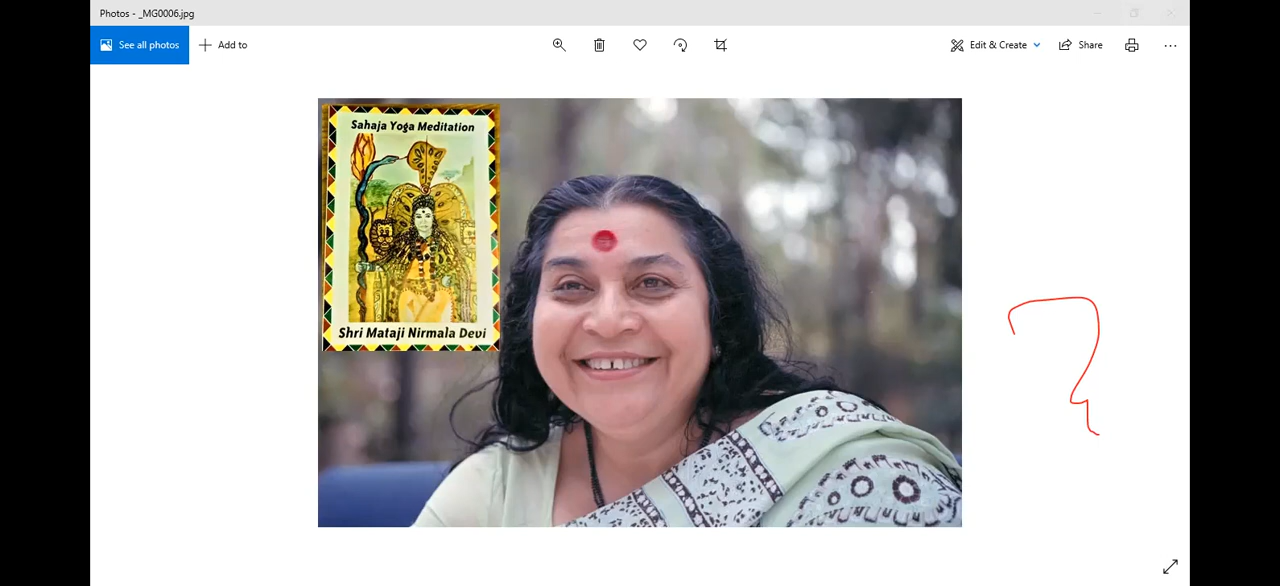 Photos - _MG0006.jpg
See all photos
Add to
Edit & Create
Share
Sahaja Yoga Meditation
Shri Mataji Nirmala Devi